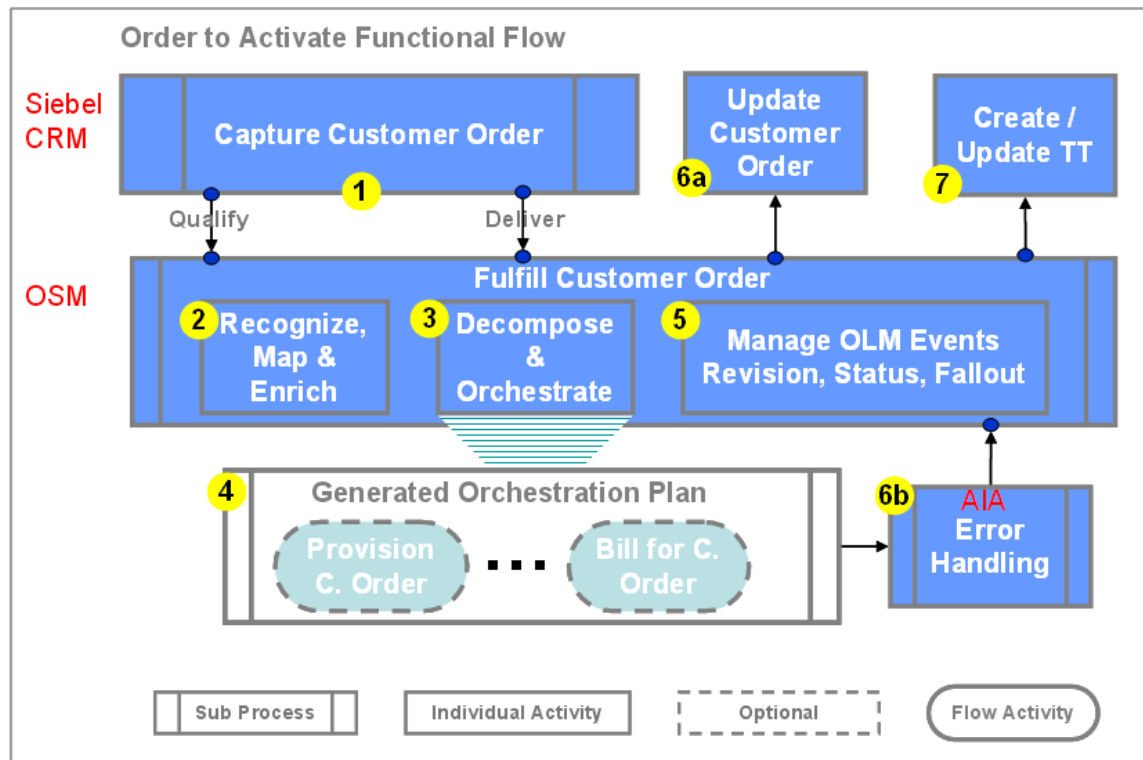 Order to Activate Functional Flow
Siebel
CRM
Capture Customer Order
1
Update
Customer
Order
6a
Create /
Update TT
7
Qualify
Deliver
OSM
Fulfill Customer Order
2
Recognize,
Map &
Enrich
3
Decompose
&
Orchestrate
5
Manage OLM Events
Revision, Status, Fallout
4
Generated Orchestration Plan
Provision
C. Order
...
Bill for C.
Order
6b
AIA
Error
Handling
Sub Process
Individual Activity
Optional
Flow Activity